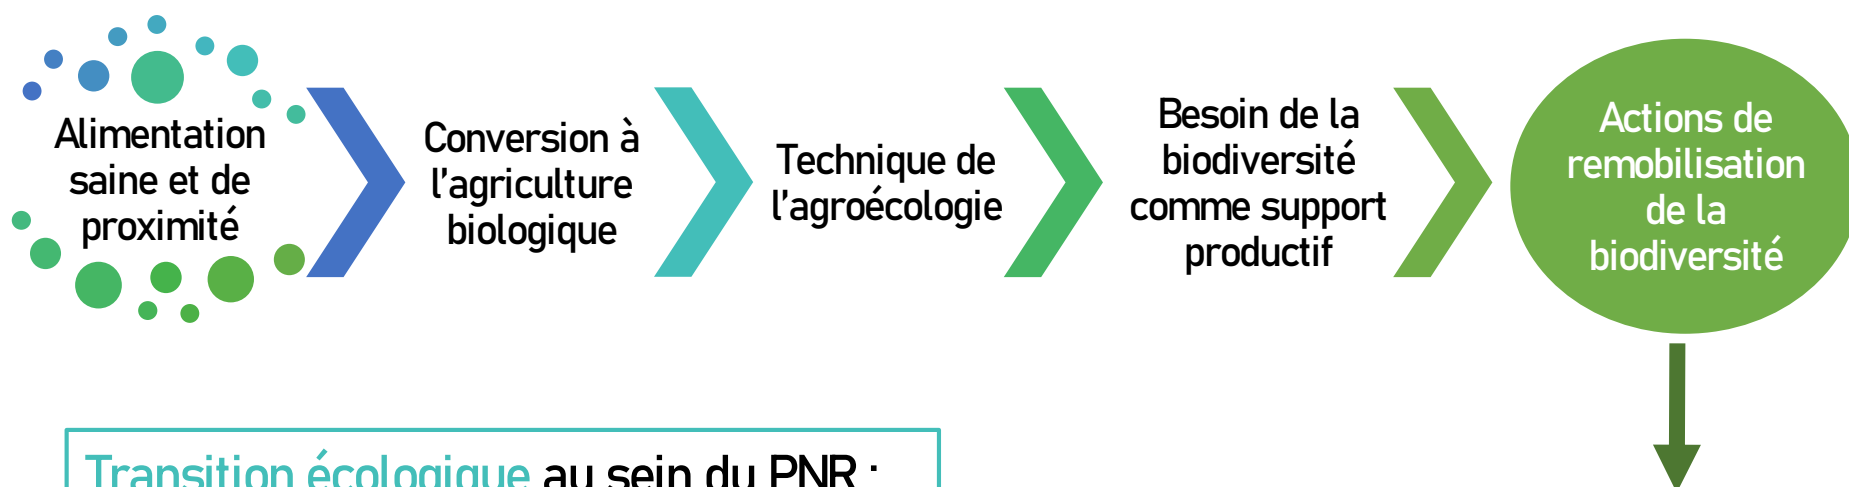 Alimentation
saine et de
proximité
Conversion à
l'agriculture
biologique
Technique de
l'agroécologie
Besoin de la
biodiversité
comme support
productif
Actions de
remobilisation
de la
biodiversité
Transition écologique au sein du PNR :